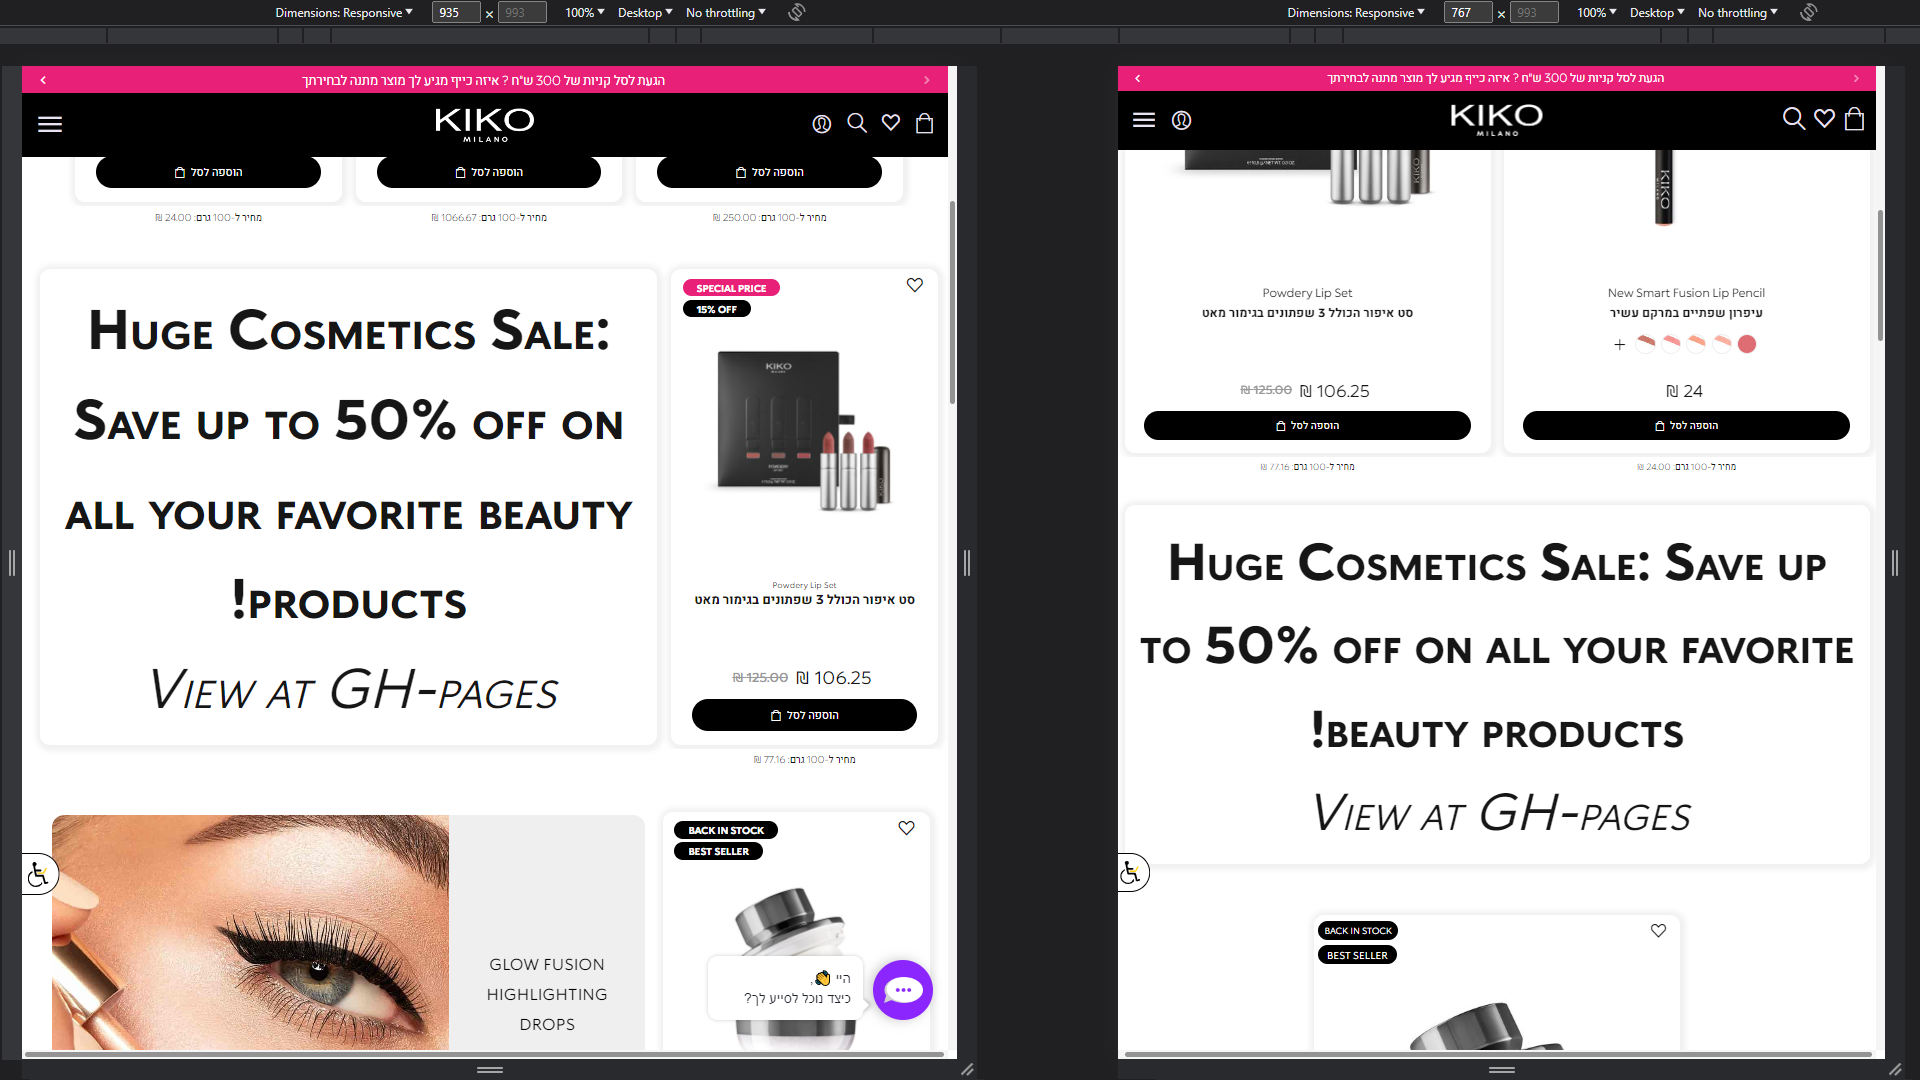 Dimensions: Responsive 935 × 993 100% Desktop No throttling
הגעת לסל קניות של 300 ש"ח ? איזה כייף מגיע לך מוצר מתנה לבחירתך
KIKO
MILANO
הוספה לסל הוספה לסל הוספה לסל
מחיר ל-100 גרם: 24.00 ₪ מחיר ל-100 גרם: 1066.67 ₪ מחיר ל-100 גרם: 250.00 ₪
Huge Cosmetics Sale:
Save up to 50% off on
all your favorite beauty
!products
View at GH-pages
SPECIAL PRICE
15% OFF
KIKO
MILANO
POWDERY
Powdery Lip Set
סט איפור הכולל 3 שפתונים בגימור מאט
₪ 125.00 ₪ 106.25
הוספה לסל
מחיר ל-100 גרם: 77.16 ₪
GLOW FUSION
HIGHLIGHTING
DROPS
BACK IN STOCK
BEST SELLER
היי 👋,
כיצד נוכל לסייע לך?
Dimensions: Responsive 767 × 993 100% Desktop No throttling
הגעת לסל קניות של 300 ש"ח ? איזה כייף מגיע לך מוצר מתנה לבחירתך
KIKO
MILANO
KIKO
KIKO
Powdery Lip Set
סט איפור הכולל 3 שפתונים בגימור מאט
₪ 125.00 ₪ 106.25
הוספה לסל
מחיר ל-100 גרם: 77.16 ₪
New Smart Fusion Lip Pencil
עיפרון שפתיים במרקם עשיר
+
₪ 24
הוספה לסל
מחיר ל-100 גרם: 24.00 ₪
Huge Cosmetics Sale: Save up
to 50% off on all your favorite
!beauty products
View at GH-pages
BACK IN STOCK
BEST SELLER